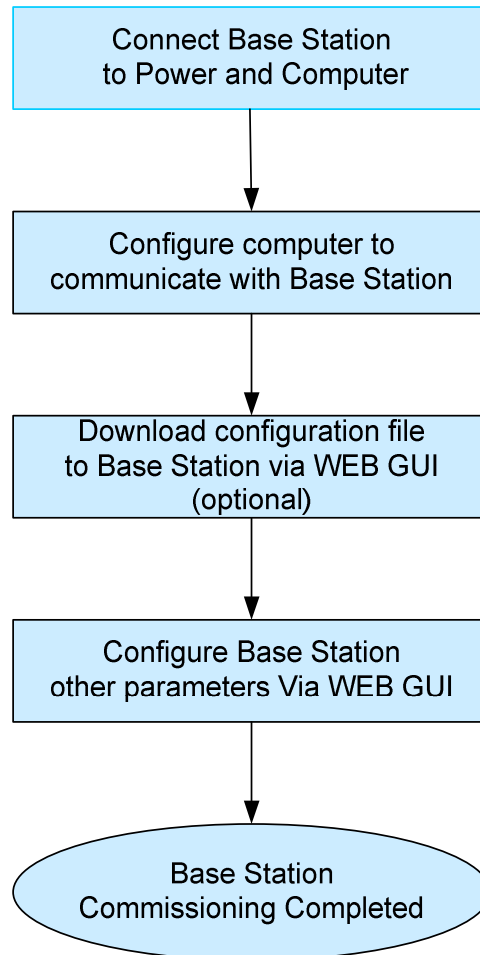 Connect Base Station
to Power and Computer
Configure computer to
communicate with Base Station
Download configuration file
to Base Station via WEB GUI
(optional)
Configure Base Station
other parameters Via WEB GUI
Base Station
Commissioning Completed